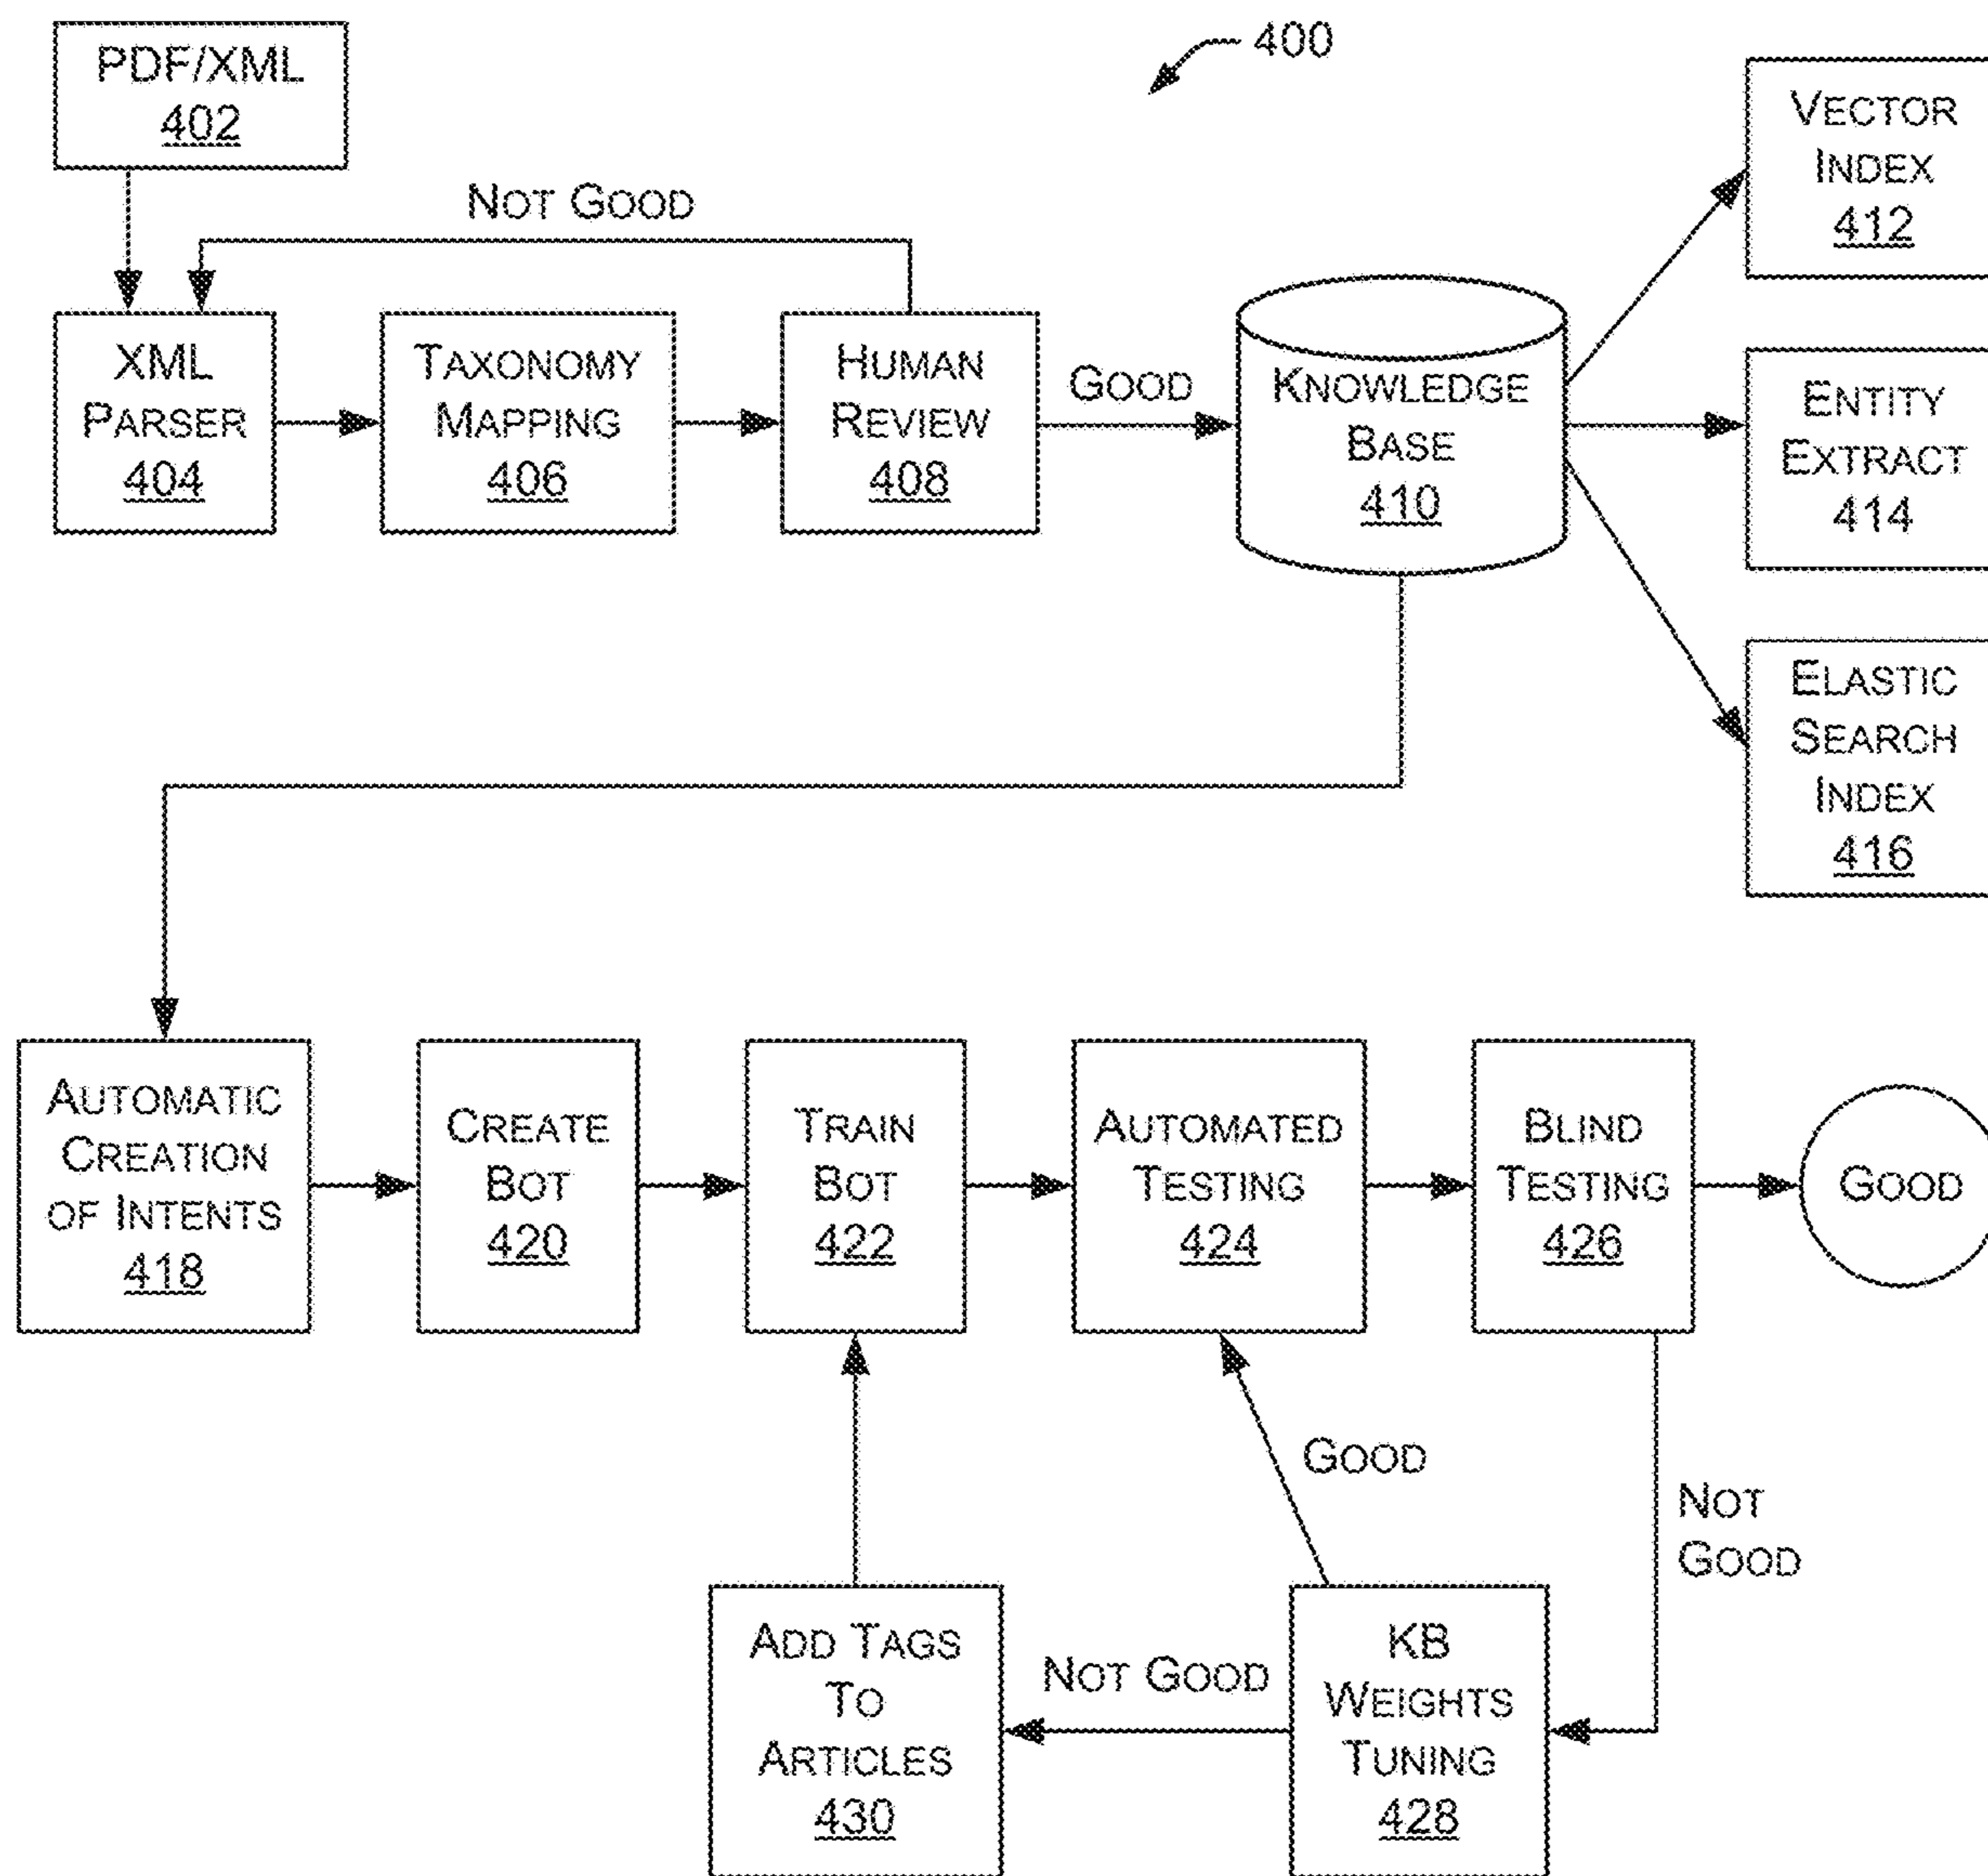 PDF/XML
402
400
NOT GOOD
XML
PARSER
404
TAXONOMY
MAPPING
406
HUMAN
REVIEW
408
GOOD
KNOWLEDGE
BASE
410
VECTOR
INDEX
412
ENTITY
EXTRACT
414
ELASTIC
SEARCH
INDEX
416
AUTOMATIC
CREATION
OF INTENTS
418
CREATE
BOT
420
TRAIN
BOT
422
AUTOMATED
TESTING
424
BLIND
TESTING
426
GOOD
GOOD
NOT
GOOD
ADD TAGS
TO
ARTICLES
430
NOT GOOD
KB
WEIGHTS
TUNING
428